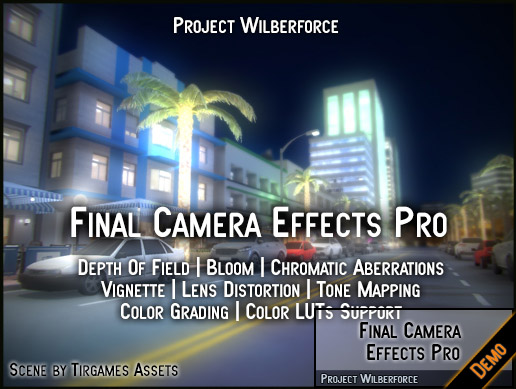 Project Wilberforce
Final Camera Effects Pro
Depth Of Field | Bloom | Chromatic Aberrations
Vignette | Lens Distortion | Tone Mapping
Color Grading | Color LUTs Support
Final Camera
Effects Pro
Demo
Project Wilberforce
Scene by Tirgames Assets